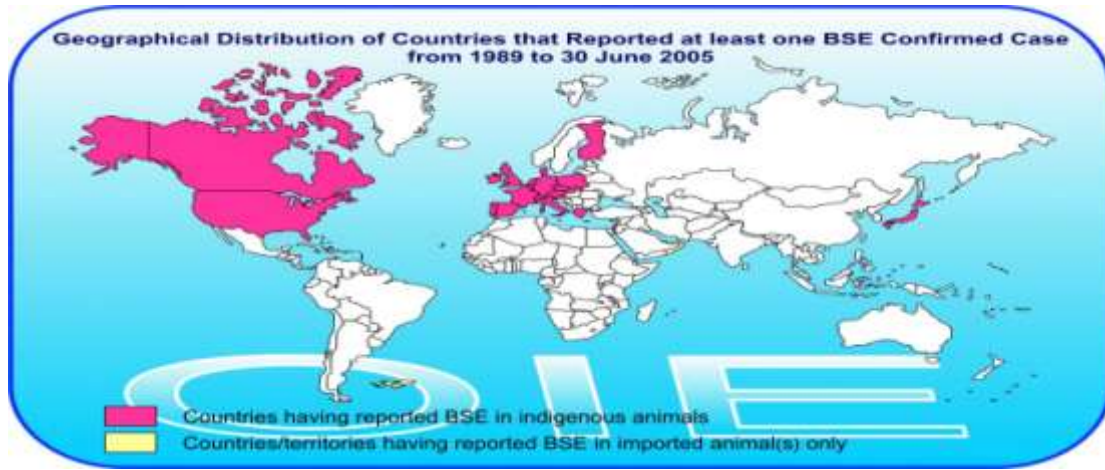 Geographical Distribution of Countries that Reported at least one BSE Confirmed Case
from 1989 to 30 June 2005
OIE
Countries having reported BSE in indigenous animals
Countries/territories having reported BSE in imported animal(s) only